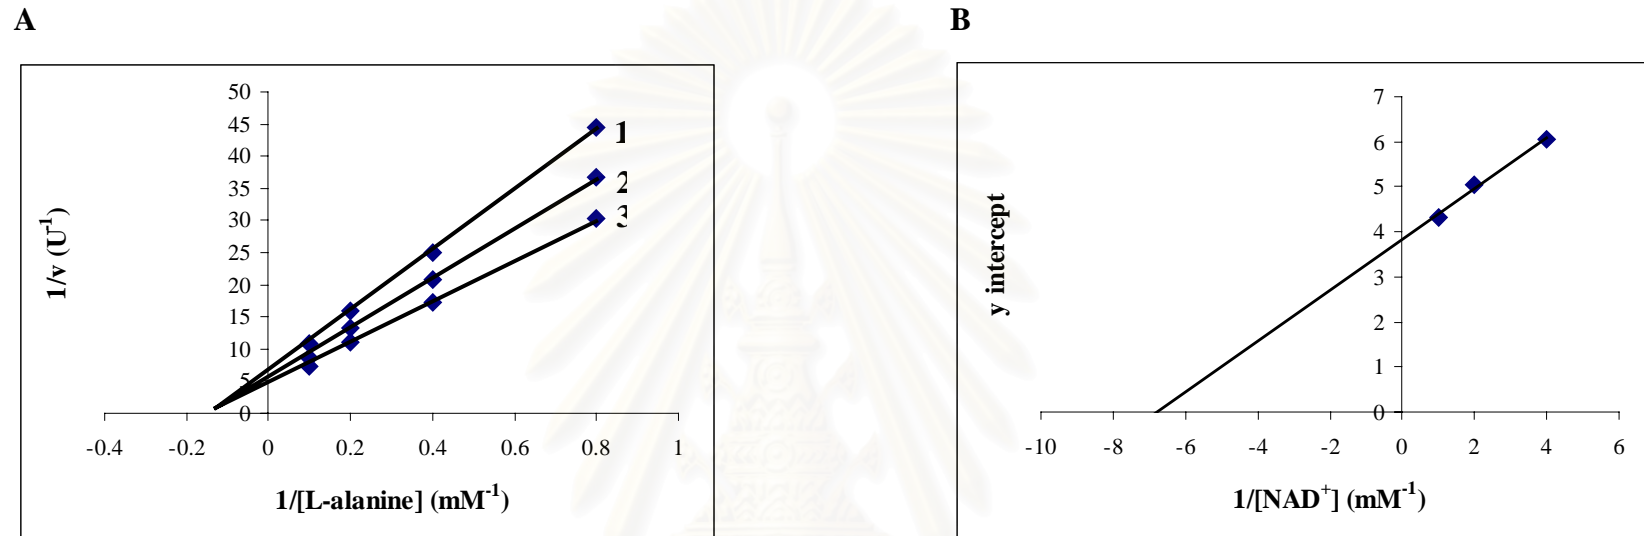 A
B
50
45
40
35
30
25
20
15
10
5
0
-0.4 -0.2 0 0.2 0.4 0.6 0.8 1
1
2
3
1/v (U⁻¹)
1/[L-alanine] (mM⁻¹)
7
6
5
4
3
2
1
0
-10 -8 -6 -4 -2 0 2 4 6
y intercept
1/[NAD⁺] (mM⁻¹)